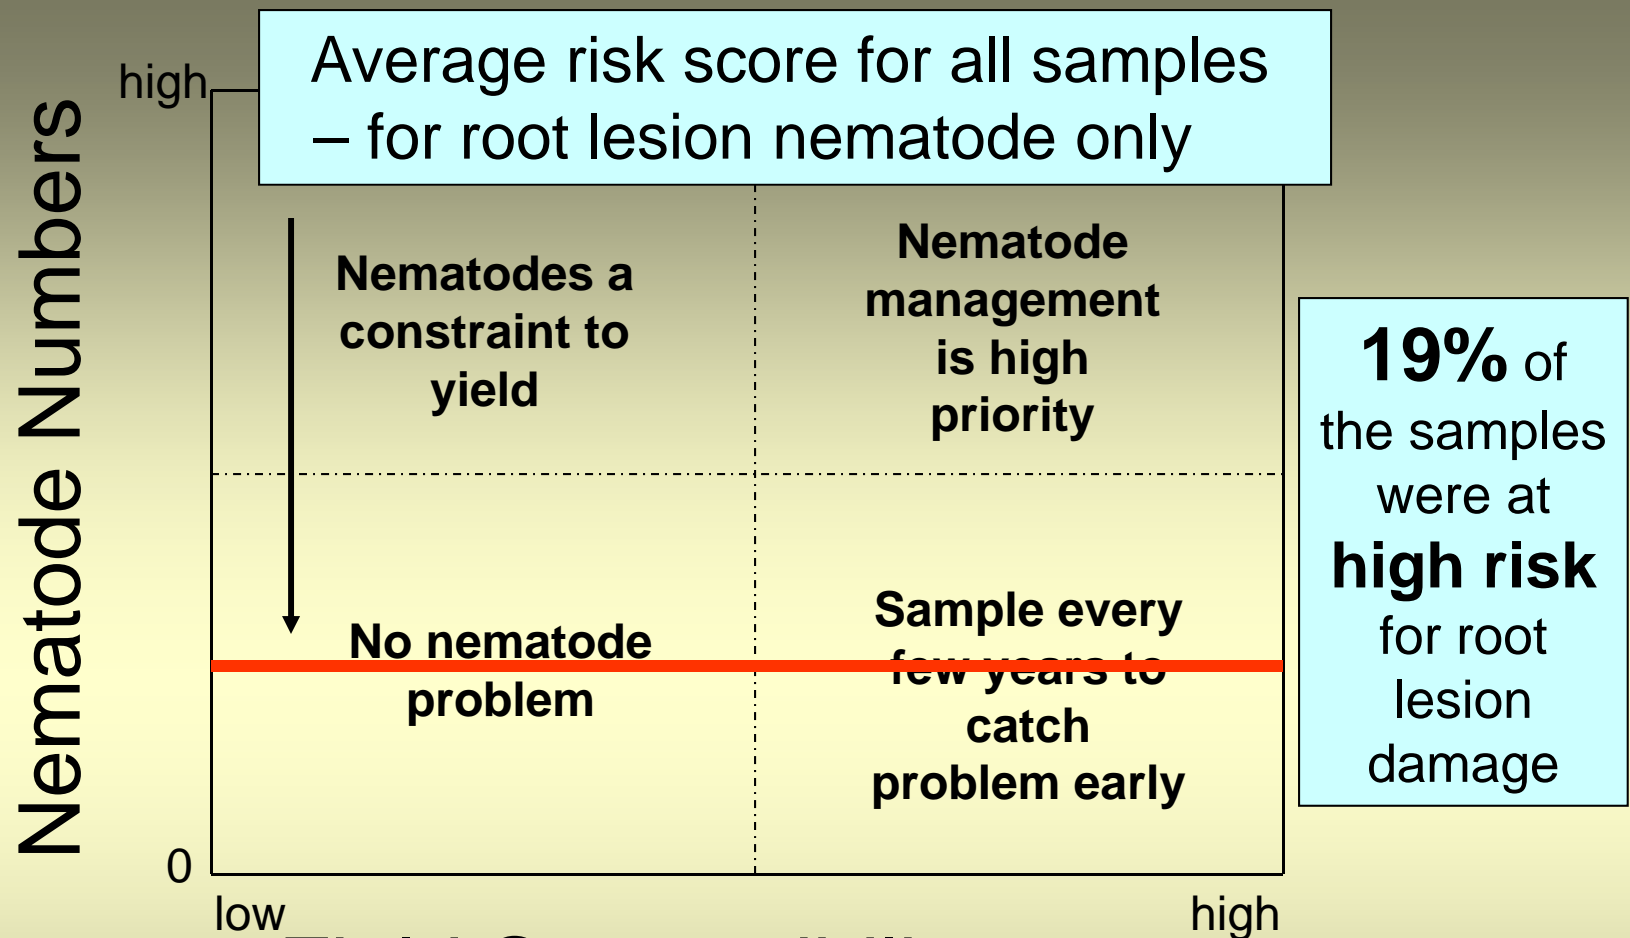 Average risk score for all samples
– for root lesion nematode only
high
Nematode Numbers
Nematodes a
constraint to
yield
Nematode
management
is high
priority
19% of
the samples
were at
high risk
for root
lesion
damage
No nematode
problem
Sample every
few years to
catch
problem early
0
low
high